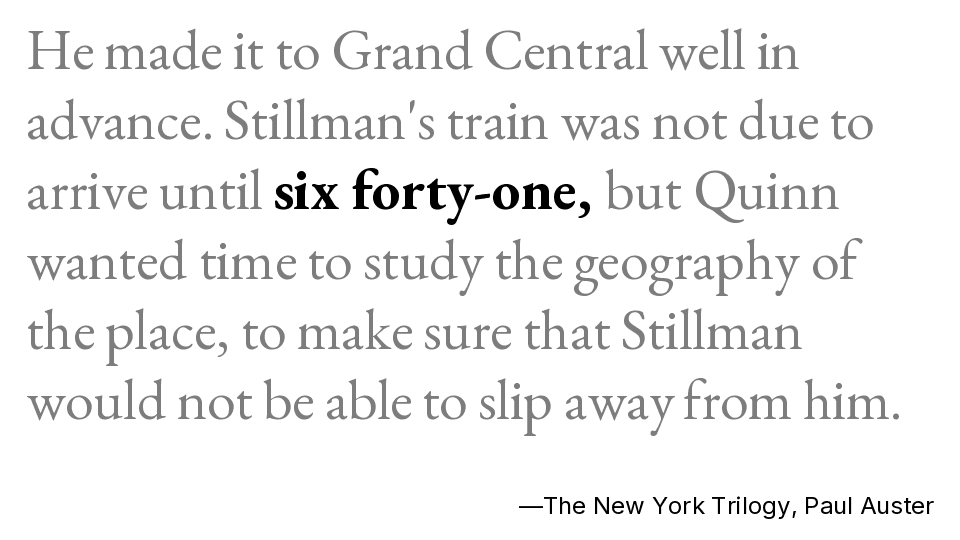 He made it to Grand Central well in
advance. Stillman's train was not due to
arrive until six forty-one, but Quinn
wanted time to study the geography of
the place, to make sure that Stillman
would not be able to slip away from him.
—The New York Trilogy, Paul Auster